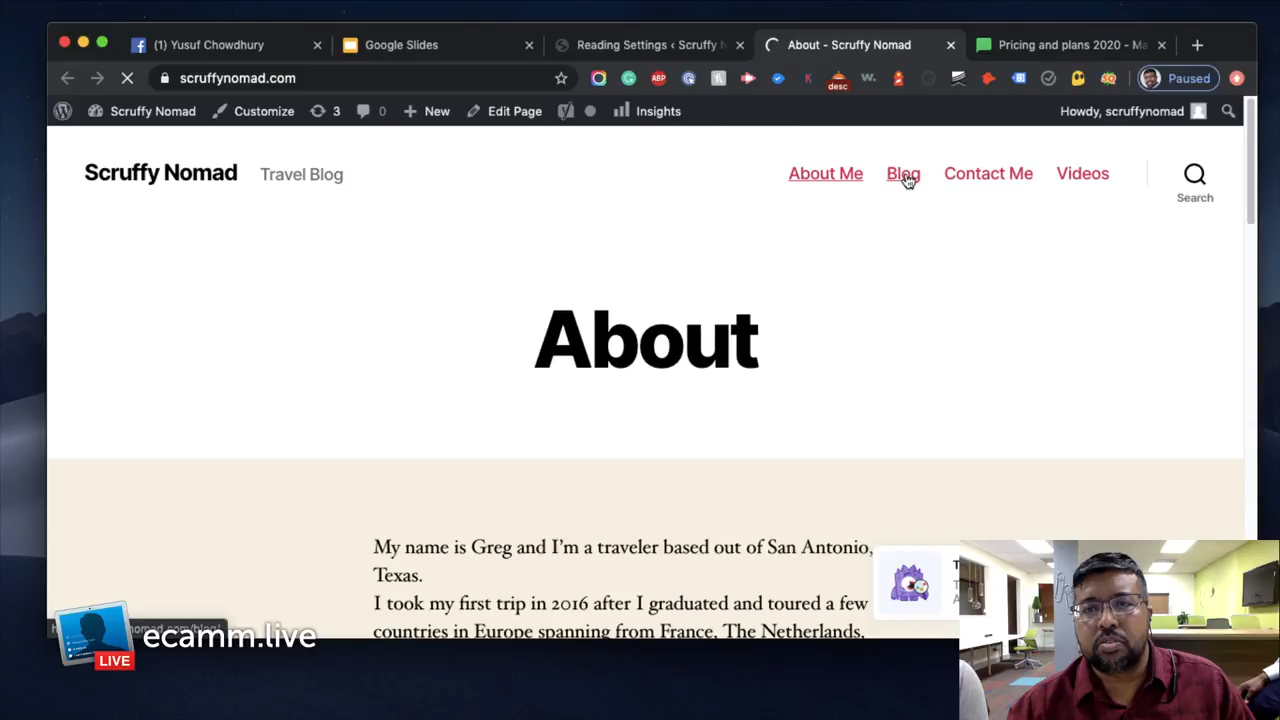 (1) Yusuf Chowdhury
Google Slides
Reading Settings ‹ Scruffy N
About - Scruffy Nomad
Pricing and plans 2020 - Ma
scruffynomad.com
ABP
desc
K
w.
Paused
Scruffy Nomad
Customize
3
0
New
Edit Page
Insights
Howdy, scruffynomad
Scruffy Nomad
Travel Blog
About Me
Blog
Contact Me
Videos
Search
About
My name is Greg and I’m a traveler based out of San Antonio,
Texas.
I took my first trip in 2016 after I graduated and toured a few
countries in Europe spanning from France, The Netherlands,
ecamm.live
LIVE